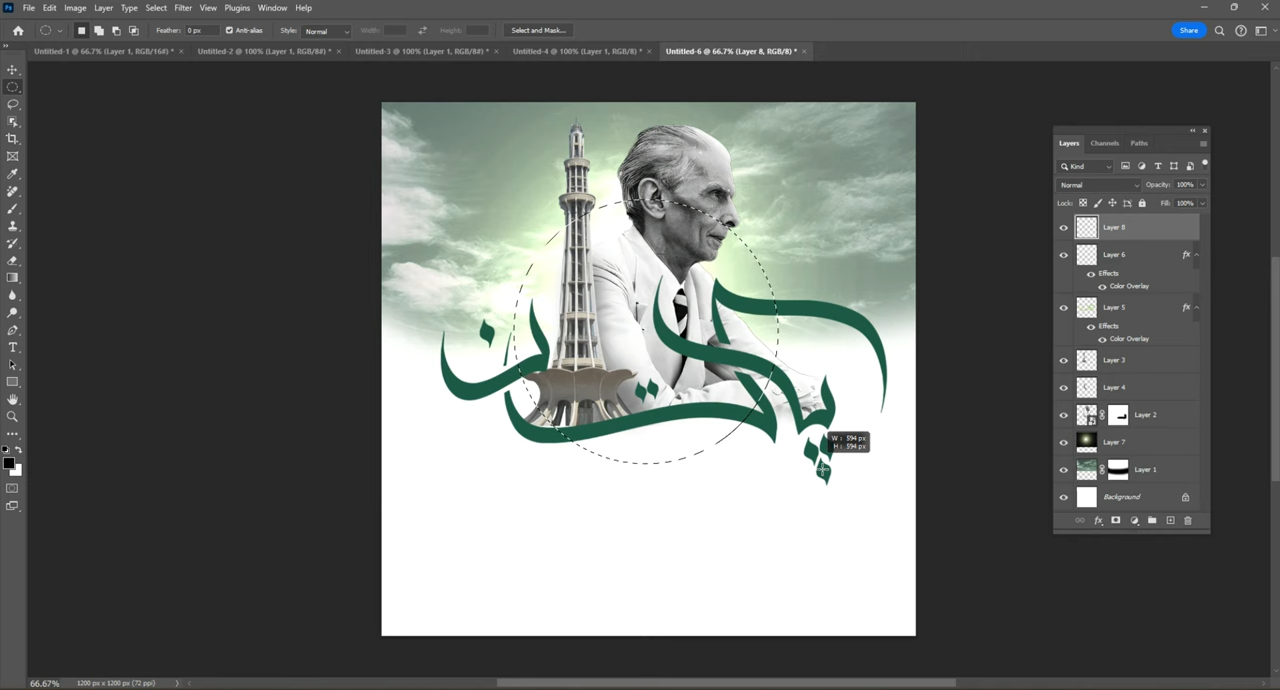 File Edit Image Layer Type Select Filter View Plugins Window Help
Feather: 0 px Anti-alias Style: Normal Width: Height: Select and Mask... Share
Untitled-1 @ 66.7% (Layer 1, RGB/16#) * × Untitled-2 @ 100% (Layer 1, RGB/8#) * × Untitled-3 @ 100% (Layer 1, RGB/8#) * × Untitled-4 @ 100% (Layer 1, RGB/8) * × Untitled-6 @ 66.7% (Layer 8, RGB/8) * ×
پاکستان
W: 594 px
H: 594 px
Layers Channels Paths
Kind
Normal Opacity: 100%
Lock: Fill: 100%
Layer 8
Layer 6 fx
Effects
Color Overlay
Layer 5 fx
Effects
Color Overlay
Layer 3
Layer 4
Layer 2
Layer 7
Layer 1
Background
fx
66.67% 1200 px x 1200 px (72 ppi)